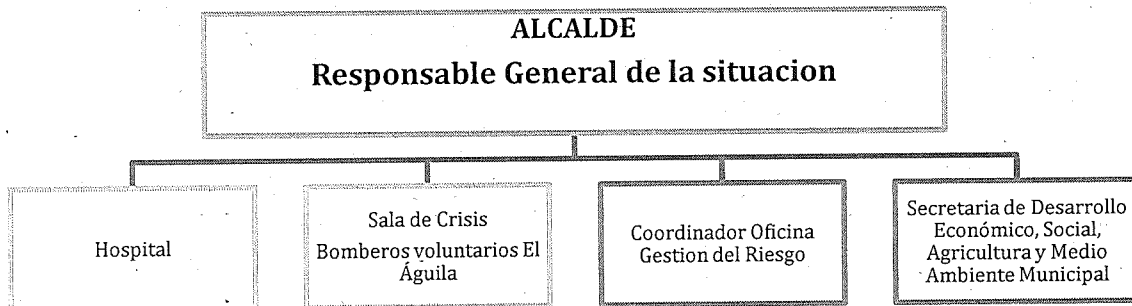 ALCALDE
Responsable General de la situacion
Hospital
Sala de Crisis
Bomberos voluntarios El
Águila
Coordinador Oficina
Gestion del Riesgo
Secretaria de Desarrollo
Económico, Social,
Agricultura y Medio
Ambiente Municipal